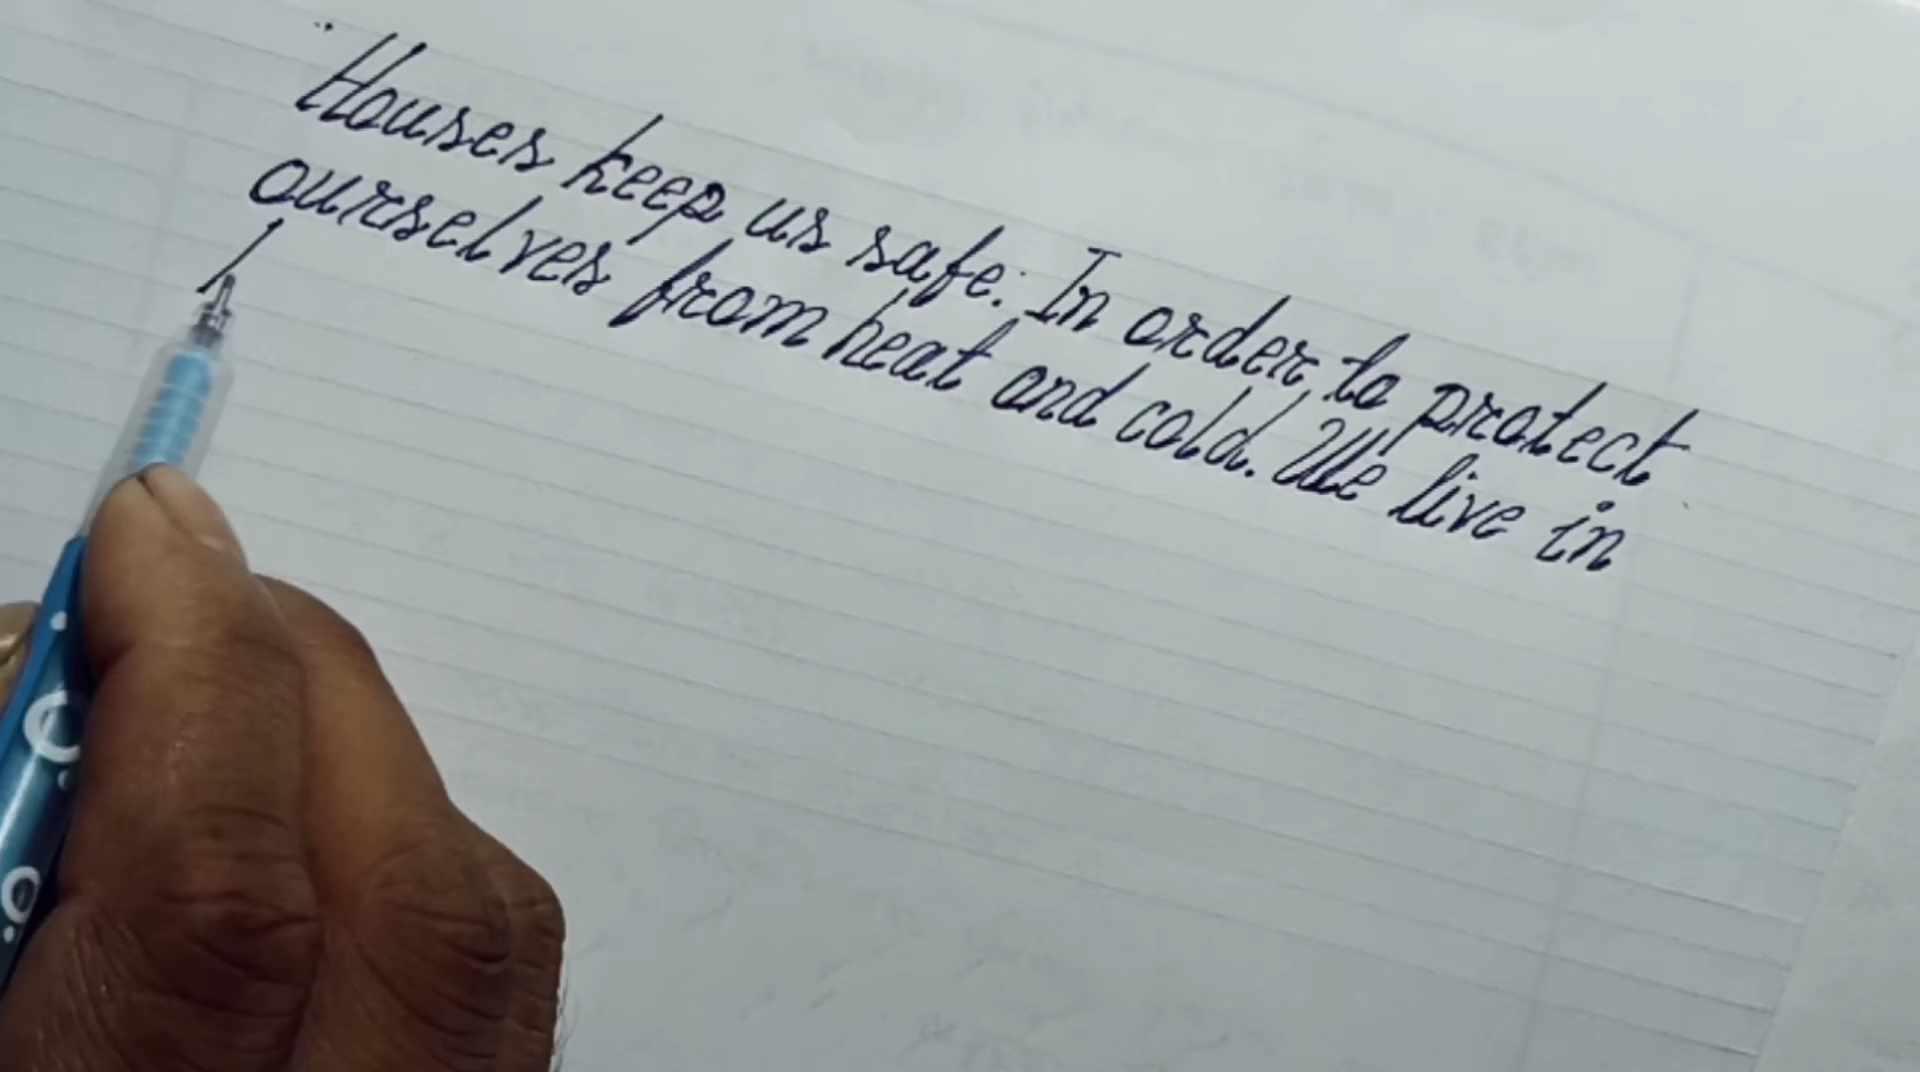 Houses keep us safe. In order to protect
ourselves from heat and cold. We live in